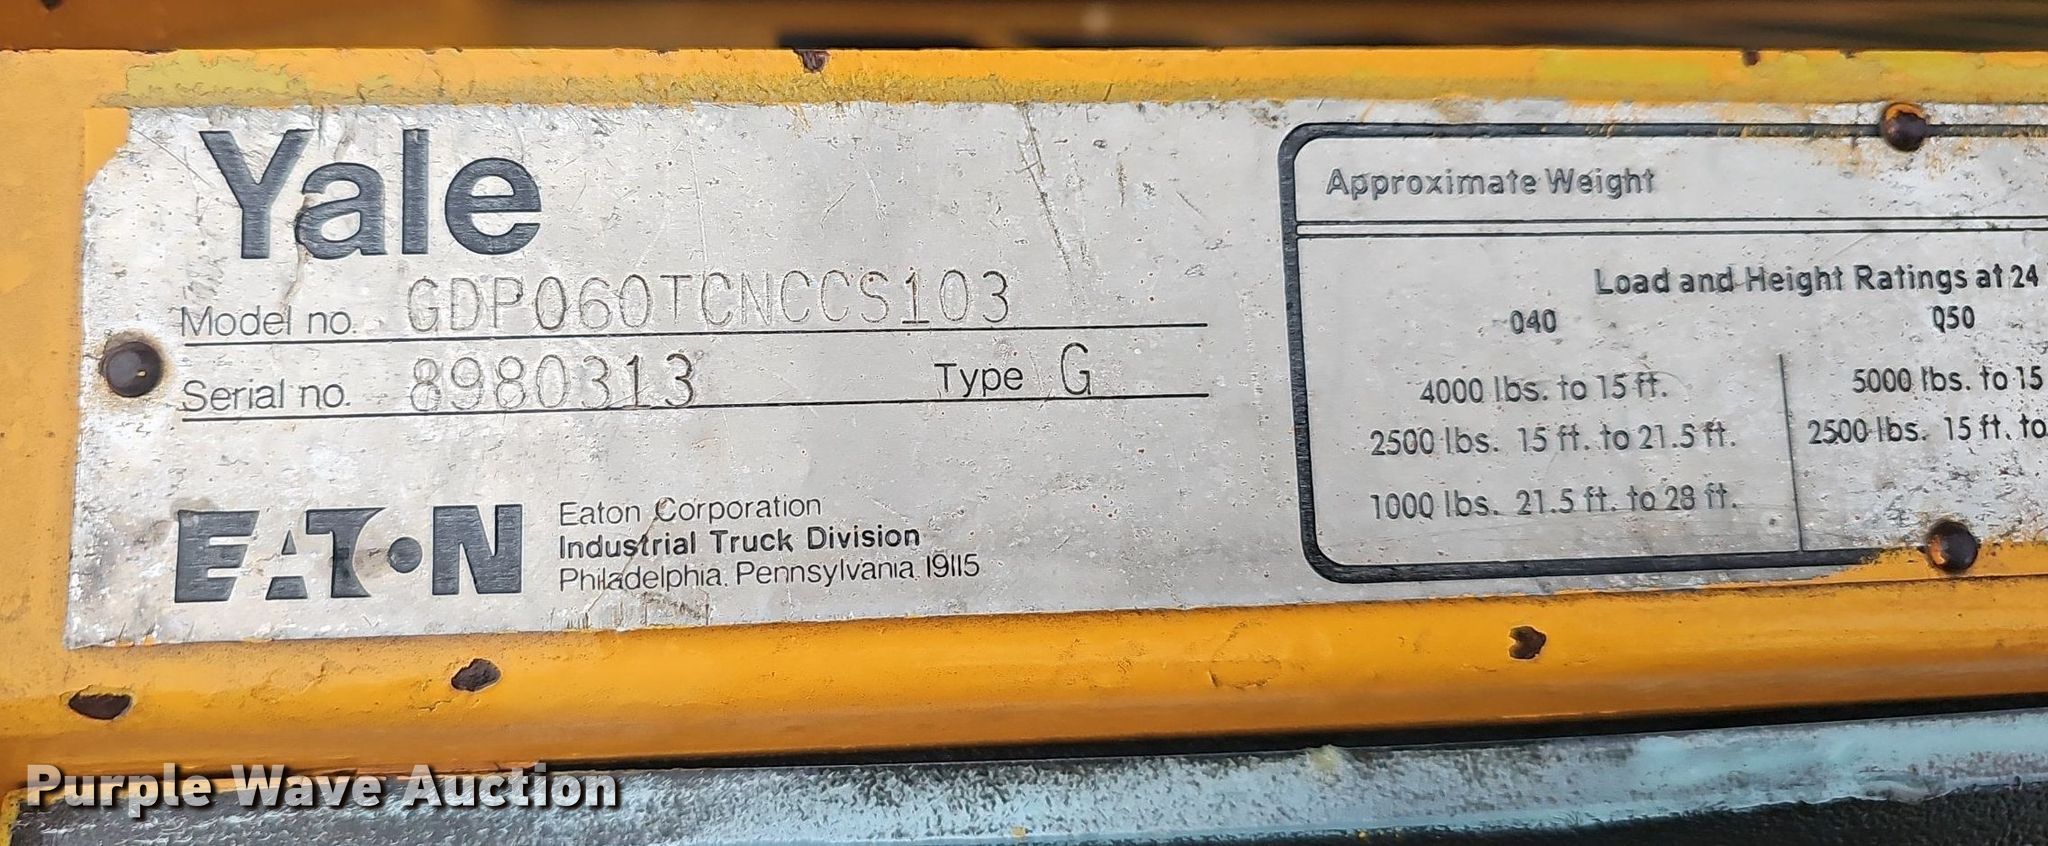 Yale
Model no. GDP060TCNCCS103
Serial no. 8980313 Type G
EATON
Eaton Corporation
Industrial Truck Division
Philadelphia, Pennsylvania 19115
Approximate Weight
Load and Height Ratings at 24
040 Q50
4000 lbs. to 15 ft. 5000 lbs. to 15
2500 lbs. 15 ft. to 21.5 ft. 2500 lbs. 15 ft. to
1000 lbs. 21.5 ft. to 28 ft.
Purple Wave Auction